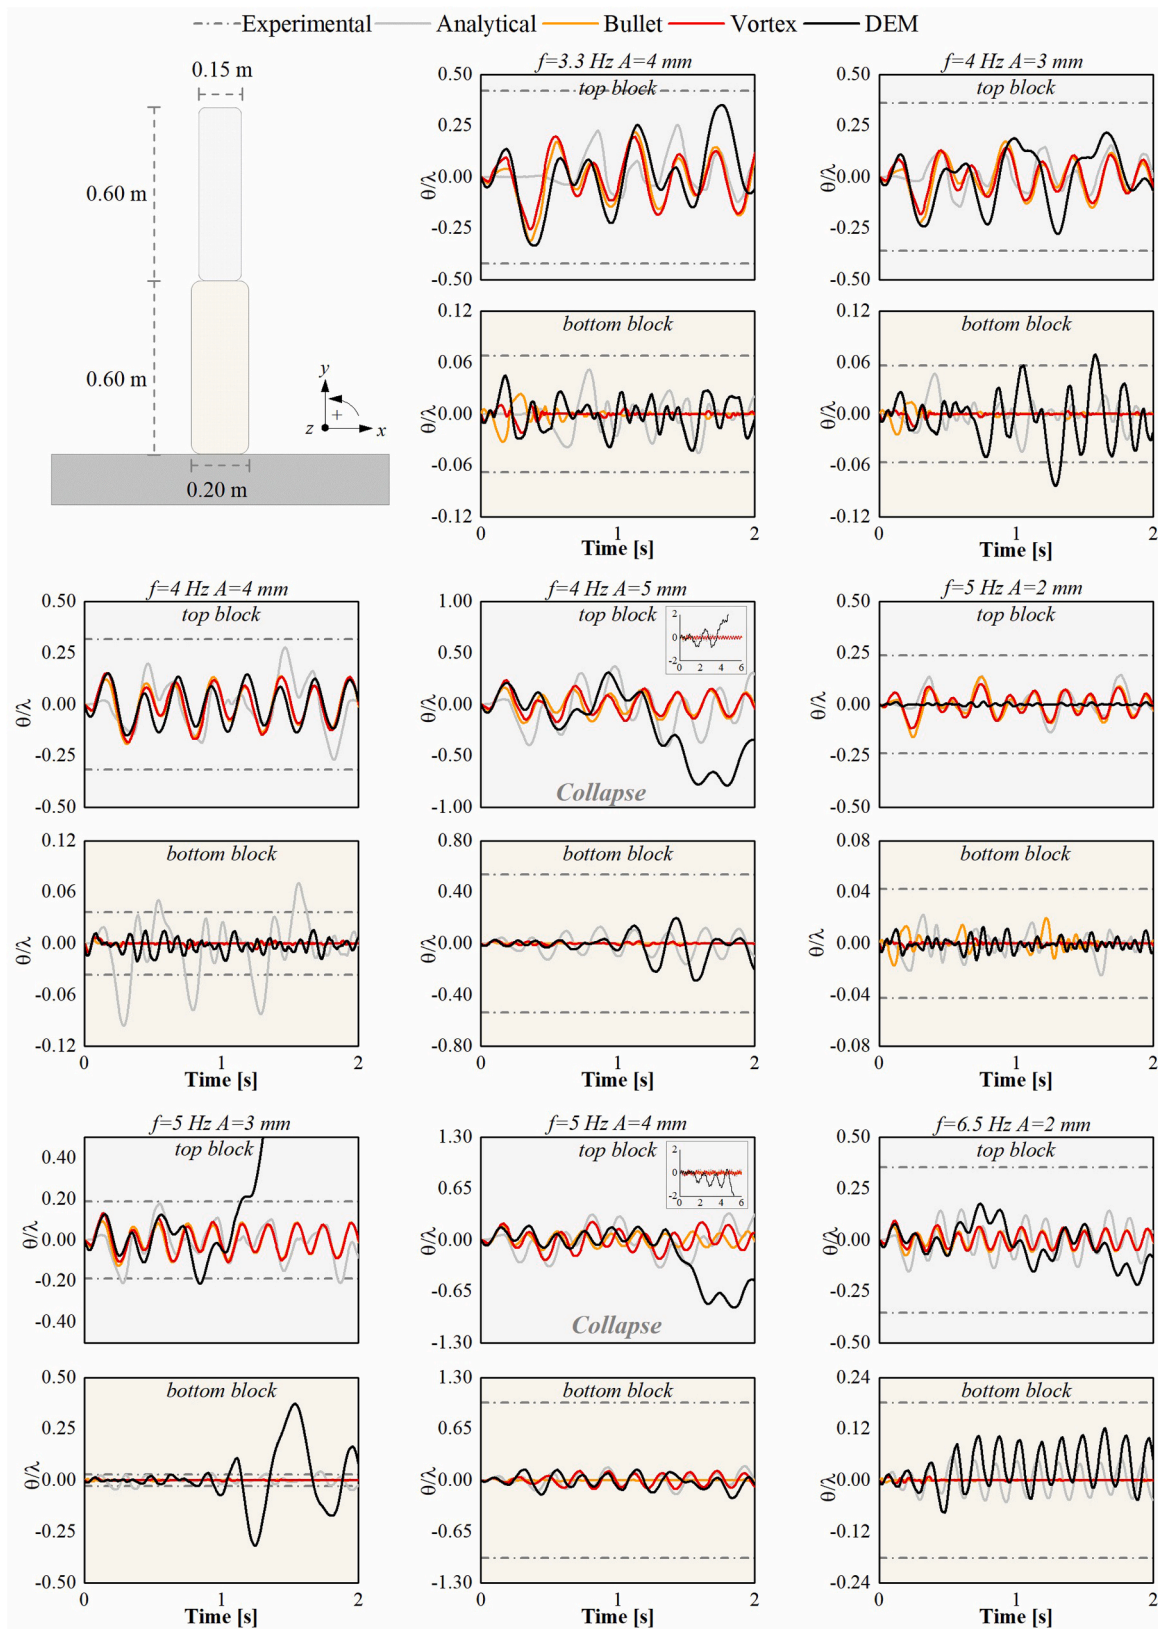 Experimental Analytical Bullet Vortex DEM
0.15 m
0.60 m
0.60 m
0.20 m
y
+
z
x
f=3.3 Hz A=4 mm
top block
θ/λ
0.50
0.25
0.00
-0.25
-0.50
bottom block
θ/λ
0.12
0.06
0.00
-0.06
-0.12
0 1 2
Time [s]
f=4 Hz A=3 mm
top block
θ/λ
0.50
0.25
0.00
-0.25
-0.50
bottom block
θ/λ
0.12
0.06
0.00
-0.06
-0.12
0 1 2
Time [s]
f=4 Hz A=4 mm
top block
θ/λ
0.50
0.25
0.00
-0.25
-0.50
bottom block
θ/λ
0.12
0.06
0.00
-0.06
-0.12
0 1 2
Time [s]
f=4 Hz A=5 mm
top block
θ/λ
1.00
0.50
0.00
-0.50
-1.00
2
0
-2
0 2 4 6
Collapse
bottom block
θ/λ
0.80
0.40
0.00
-0.40
-0.80
0 1 2
Time [s]
f=5 Hz A=2 mm
top block
θ/λ
0.50
0.25
0.00
-0.25
-0.50
bottom block
θ/λ
0.08
0.04
0.00
-0.04
-0.08
0 1 2
Time [s]
f=5 Hz A=3 mm
top block
θ/λ
0.40
0.20
0.00
-0.20
-0.40
bottom block
θ/λ
0.50
0.25
0.00
-0.25
-0.50
0 1 2
Time [s]
f=5 Hz A=4 mm
top block
θ/λ
1.30
0.65
0.00
-0.65
-1.30
2
0
-2
0 2 4 6
Collapse
bottom block
θ/λ
1.30
0.65
0.00
-0.65
-1.30
0 1 2
Time [s]
f=6.5 Hz A=2 mm
top block
θ/λ
0.50
0.25
0.00
-0.25
-0.50
bottom block
θ/λ
0.24
0.12
0.00
-0.12
-0.24
0 1 2
Time [s]